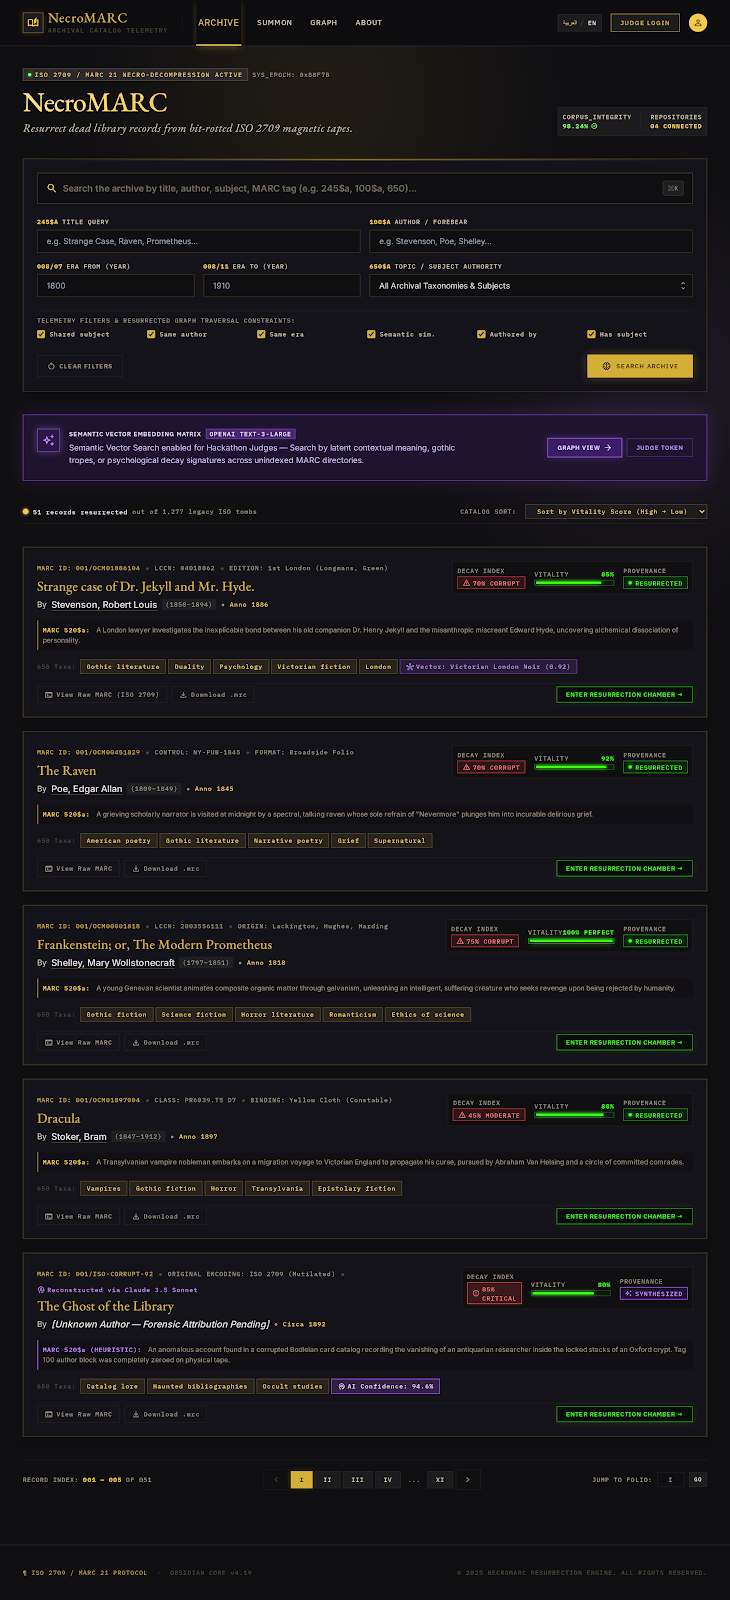 NecroMARC
ARCHIVAL CATALOG TELEMETRY
ARCHIVE
SUMMON
GRAPH
ABOUT
العربية / EN
JUDGE LOGIN
ISO 2709 / MARC 21 NECRO-DECOMPRESSION ACTIVE
SYS_EPOCH: 0x88F7B
NecroMARC
Resurrect dead library records from bit-rotted ISO 2709 magnetic tapes.
CORPUS_INTEGRITY
98.24%
REPOSITORIES
04 CONNECTED
Search the archive by title, author, subject, MARC tag (e.g. 245$a, 100$a, 650)...
⌘K
245$A TITLE QUERY
100$A AUTHOR / FOREBEAR
e.g. Strange Case, Raven, Prometheus...
e.g. Stevenson, Poe, Shelley...
008/07 ERA FROM (YEAR)
008/11 ERA TO (YEAR)
650$A TOPIC / SUBJECT AUTHORITY
1800
1910
All Archival Taxonomies & Subjects
TELEMETRY FILTERS & RESURRECTED GRAPH TRAVERSAL CONSTRAINTS:
Shared subject
Same author
Same era
Semantic sim.
Authored by
Has subject
CLEAR FILTERS
SEARCH ARCHIVE
SEMANTIC VECTOR EMBEDDING MATRIX
OPENAI TEXT-3-LARGE
Semantic Vector Search enabled for Hackathon Judges — Search by latent contextual meaning, gothic
tropes, or psychological decay signatures across unindexed MARC directories.
GRAPH VIEW →
JUDGE TOKEN
51 records resurrected out of 1,277 legacy ISO tombs
CATALOG SORT:
Sort by Vitality Score (High → Low)
MARC ID: 001/OCM01886104
LCCN: 04018862
EDITION: 1st London (Longmans, Green)
Strange case of Dr. Jekyll and Mr. Hyde.
By Stevenson, Robert Louis (1850–1894) • Anno 1886
DECAY INDEX
70% CORRUPT
VITALITY
85%
PROVENANCE
RESURRECTED
MARC 520$a: A London lawyer investigates the inexplicable bond between his old companion Dr. Henry Jekyll and the misanthropic miscreant Edward Hyde, uncovering alchemical dissociation of
personality.
650 Taxa:
Gothic literature
Duality
Psychology
Victorian fiction
London
Vector: Victorian London Noir (0.92)
View Raw MARC (ISO 2709)
Download .mrc
ENTER RESURRECTION CHAMBER →
MARC ID: 001/OCM00451829
CONTROL: NY-PUB-1845
FORMAT: Broadside Folio
The Raven
By Poe, Edgar Allan (1809–1849) • Anno 1845
DECAY INDEX
70% CORRUPT
VITALITY
92%
PROVENANCE
RESURRECTED
MARC 520$a: A grieving scholarly narrator is visited at midnight by a spectral, talking raven whose sole refrain of "Nevermore" plunges him into incurable delirious grief.
650 Taxa:
American poetry
Gothic literature
Narrative poetry
Grief
Supernatural
View Raw MARC
Download .mrc
ENTER RESURRECTION CHAMBER →
MARC ID: 001/OCM00001818
LCCN: 2003556111
ORIGIN: Lackington, Hughes, Harding
Frankenstein; or, The Modern Prometheus
By Shelley, Mary Wollstonecraft (1797–1851) • Anno 1818
DECAY INDEX
75% CORRUPT
VITALITY
100% PERFECT
PROVENANCE
RESURRECTED
MARC 520$a: A young Genevan scientist animates composite organic matter through galvanism, unleashing an intelligent, suffering creature who seeks revenge upon being rejected by humanity.
650 Taxa:
Gothic fiction
Science fiction
Horror literature
Romanticism
Ethics of science
View Raw MARC
Download .mrc
ENTER RESURRECTION CHAMBER →
MARC ID: 001/OCM01897004
CLASS: PR6039.T5 D7
BINDING: Yellow Cloth (Constable)
Dracula
By Stoker, Bram (1847–1912) • Anno 1897
DECAY INDEX
45% MODERATE
VITALITY
88%
PROVENANCE
RESURRECTED
MARC 520$a: A Transylvanian vampire nobleman embarks on a migration voyage to Victorian England to propagate his curse, pursued by Abraham Van Helsing and a circle of committed comrades.
650 Taxa:
Vampires
Gothic fiction
Horror
Transylvania
Epistolary fiction
View Raw MARC
Download .mrc
ENTER RESURRECTION CHAMBER →
MARC ID: 001/ISO-CORRUPT-92
ORIGINAL ENCODING: ISO 2709 (Mutilated)
Reconstructed via Claude 3.5 Sonnet
The Ghost of the Library
By [Unknown Author — Forensic Attribution Pending] • Circa 1892
DECAY INDEX
85%
CRITICAL
VITALITY
80%
PROVENANCE
SYNTHESIZED
MARC 520$a (HEURISTIC): An anomalous account found in a corrupted Bodleian card catalog recording the vanishing of an antiquarian researcher inside the locked stacks of an Oxford crypt. Tag
100 author block was completely zeroed on physical tape.
650 Taxa:
Catalog lore
Haunted bibliographies
Occult studies
AI Confidence: 94.6%
View Raw MARC
Download .mrc
ENTER RESURRECTION CHAMBER →
RECORD INDEX: 001 — 005 OF 051
‹
I
II
III
IV
...
XI
›
JUMP TO FOLIO:
I
GO
¶ ISO 2709 / MARC 21 PROTOCOL
·
OBSIDIAN CORE v4.19
© 2025 NECROMARC RESURRECTION ENGINE. ALL RIGHTS RESERVED.